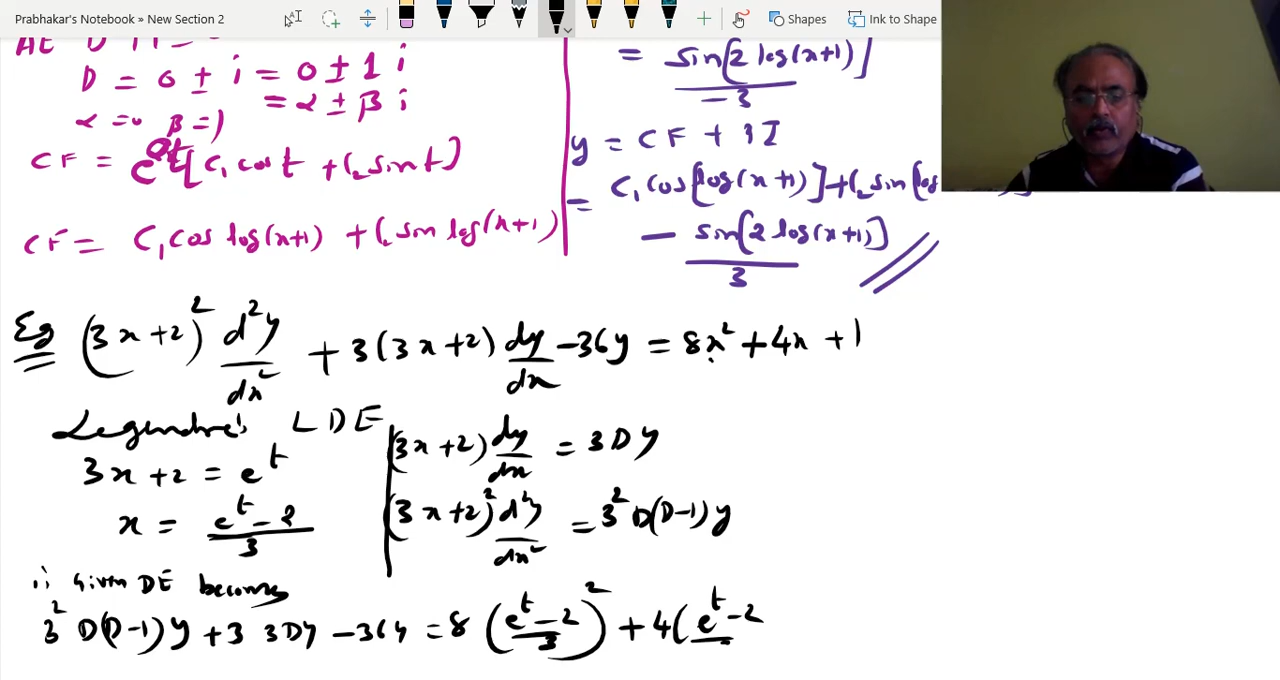 Prabhakar's Notebook » New Section 2
Shapes
Ink to Shape
D = 0 ± i = 0 ± 1 i
= α ± β i
α = 0 β = 1
CF = e^{0t} [C₁ cos t + C₂ sin t]
CF = C₁ cos log(x+1) + C₂ sin log(x+1)
= sin[2 log(x+1)] / -3
y = CF + PI
= C₁ cos[log(x+1)] + C₂ sin[log
- sin[2 log(x+1)] / 3
Eg (3x+2)² d²y/dx² + 3(3x+2) dy/dx - 36y = 8x² + 4x + 1
Legendre's LDE
3x+2 = e^t
x = (e^t - 2)/3
(3x+2) dy/dx = 3Dy
(3x+2)² d²y/dx² = 3² D(D-1)y
∴ Given DE becomes
3² D(D-1)y + 3 3Dy - 36y = 8 ((e^t - 2)/3)² + 4(e^t - 2